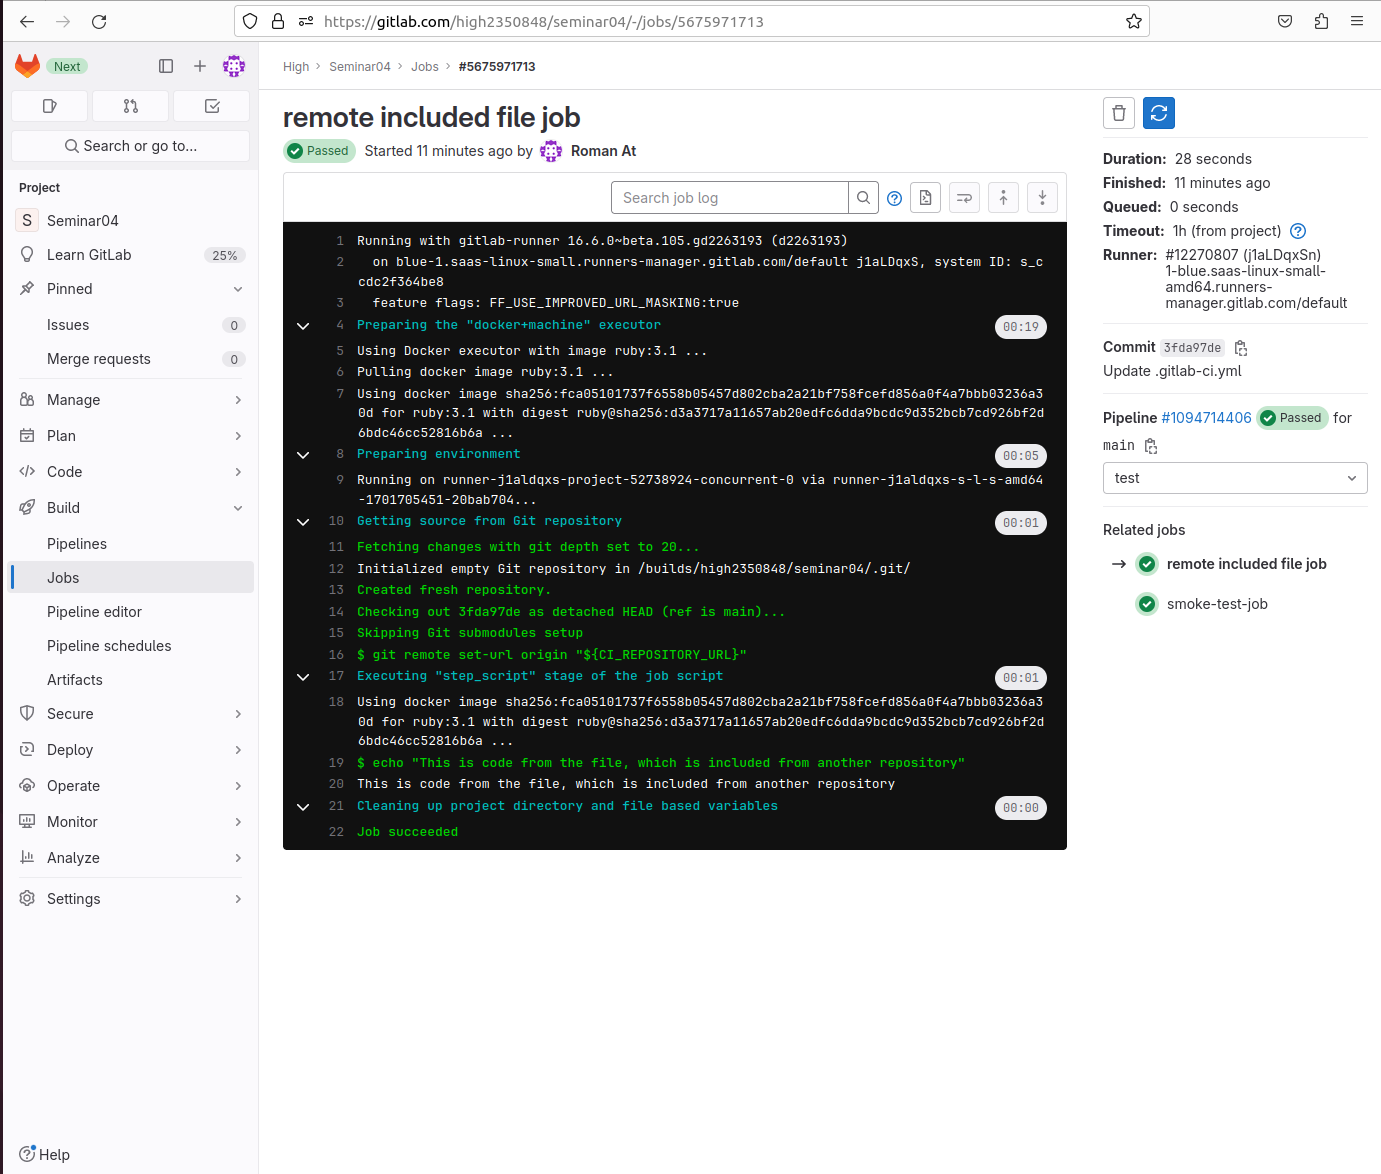 https://gitlab.com/high2350848/seminar04/-/jobs/5675971713
Next
Search or go to...
Project
S Seminar04
Learn GitLab 25%
Pinned
Issues 0
Merge requests 0
Manage
Plan
Code
Build
Pipelines
Jobs
Pipeline editor
Pipeline schedules
Artifacts
Secure
Deploy
Operate
Monitor
Analyze
Settings
Help
High › Seminar04 › Jobs › #5675971713
remote included file job
Passed Started 11 minutes ago by Roman At
Search job log
1 Running with gitlab-runner 16.6.0~beta.105.gd2263193 (d2263193)
2 on blue-1.saas-linux-small.runners-manager.gitlab.com/default j1aLDqxS, system ID: s_c
cdc2f364be8
3 feature flags: FF_USE_IMPROVED_URL_MASKING:true
4 Preparing the "docker+machine" executor 00:19
5 Using Docker executor with image ruby:3.1 ...
6 Pulling docker image ruby:3.1 ...
7 Using docker image sha256:fca05101737f6558b05457d802cba2a21bf758fcefd856a0f4a7bbb03236a3
0d for ruby:3.1 with digest ruby@sha256:d3a3717a11657ab20edfc6dda9bcdc9d352bcb7cd926bf2d
6bdc46cc52816b6a ...
8 Preparing environment 00:05
9 Running on runner-j1aldqxs-project-52738924-concurrent-0 via runner-j1aldqxs-s-l-s-amd64
-1701705451-20bab704...
10 Getting source from Git repository 00:01
11 Fetching changes with git depth set to 20...
12 Initialized empty Git repository in /builds/high2350848/seminar04/.git/
13 Created fresh repository.
14 Checking out 3fda97de as detached HEAD (ref is main)...
15 Skipping Git submodules setup
16 $ git remote set-url origin "${CI_REPOSITORY_URL}"
17 Executing "step_script" stage of the job script 00:01
18 Using docker image sha256:fca05101737f6558b05457d802cba2a21bf758fcefd856a0f4a7bbb03236a3
0d for ruby:3.1 with digest ruby@sha256:d3a3717a11657ab20edfc6dda9bcdc9d352bcb7cd926bf2d
6bdc46cc52816b6a ...
19 $ echo "This is code from the file, which is included from another repository"
20 This is code from the file, which is included from another repository
21 Cleaning up project directory and file based variables 00:00
22 Job succeeded
Duration: 28 seconds
Finished: 11 minutes ago
Queued: 0 seconds
Timeout: 1h (from project)
Runner: #12270807 (j1aLDqxSn)
1-blue.saas-linux-small-
amd64.runners-
manager.gitlab.com/default
Commit 3fda97de
Update .gitlab-ci.yml
Pipeline #1094714406 Passed for
main
test
Related jobs
→ remote included file job
smoke-test-job